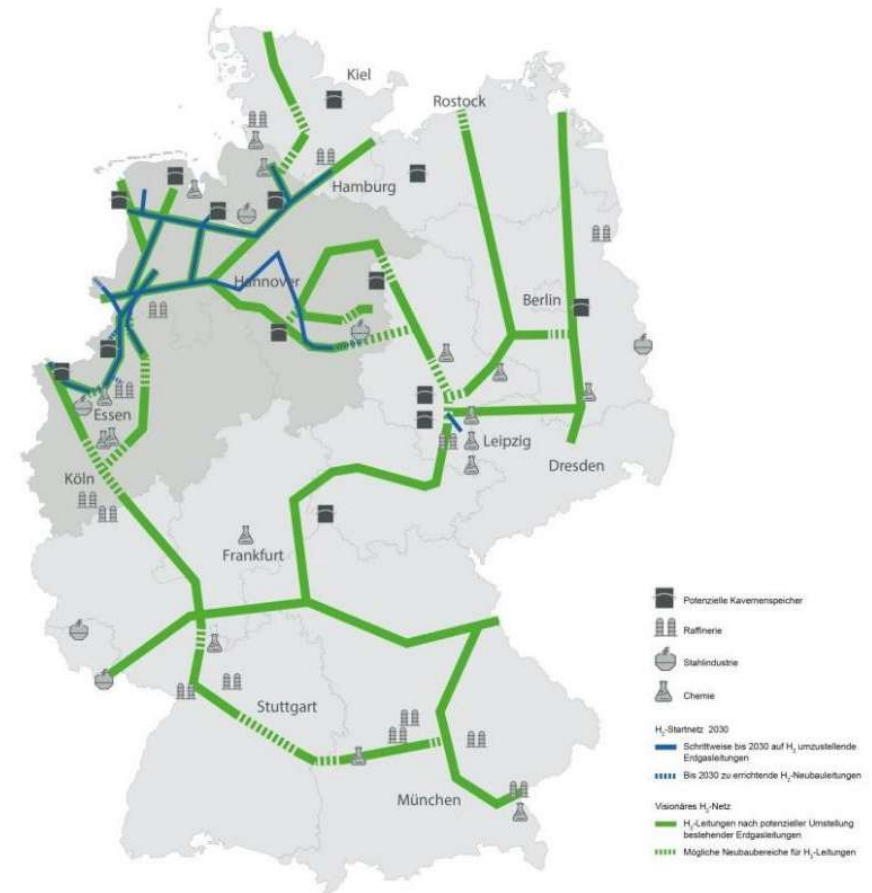 Kiel
Rostock
Hamburg
Hannover
Berlin
Essen
Leipzig
Dresden
Köln
Frankfurt
Stuttgart
München
Potenzielle Kavernenspeicher
Raffinerie
Stahlindustrie
Chemie
H₂-Startnetz 2030
Schrittweise bis 2030 auf H₂ umzustellende
Erdgasleitungen
Bis 2030 zu errichtende H₂-Neubauleitungen
Visionäres H₂-Netz
H₂-Leitungen nach potenzieller Umstellung
bestehender Erdgasleitungen
Mögliche Neubaubereiche für H₂-Leitungen